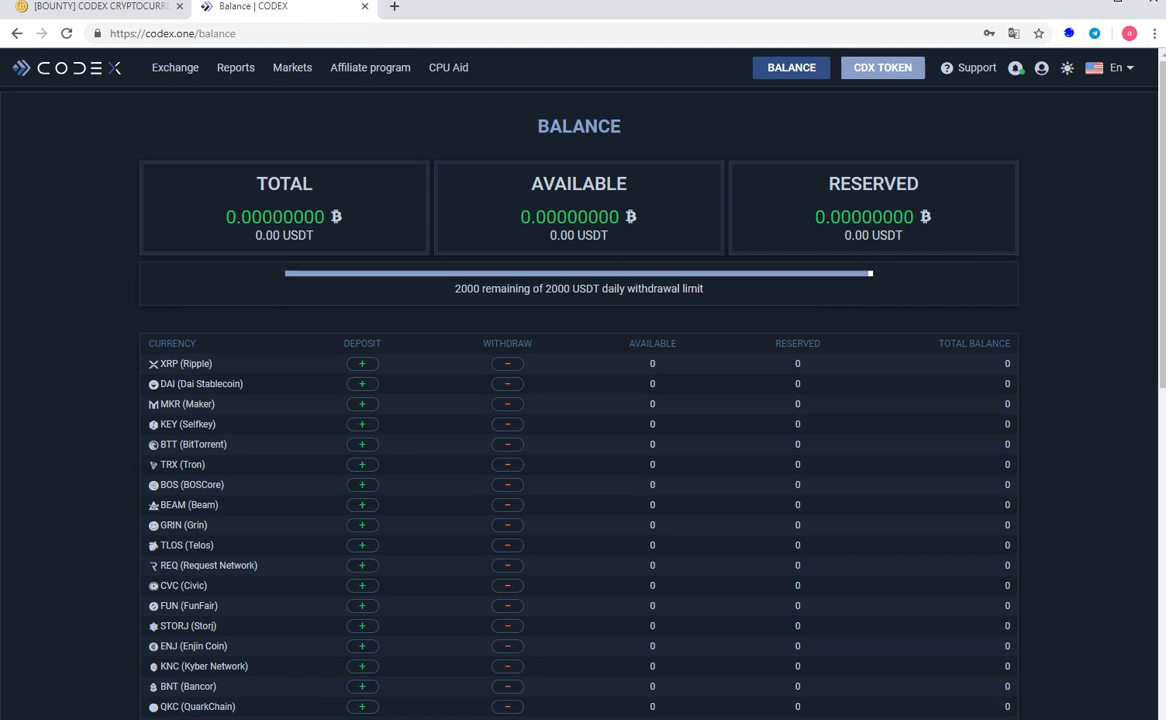 [BOUNTY] CODEX CRYPTOCURRE
Balance | CODEX
https://codex.one/balance
a
CODEX
Exchange Reports Markets Affiliate program CPU Aid BALANCE CDX TOKEN Support En
BALANCE
TOTAL AVAILABLE RESERVED
0.00000000 ₿ 0.00000000 ₿ 0.00000000 ₿
0.00 USDT 0.00 USDT 0.00 USDT
2000 remaining of 2000 USDT daily withdrawal limit
CURRENCY DEPOSIT WITHDRAW AVAILABLE RESERVED TOTAL BALANCE
XRP (Ripple) + − 0 0 0
DAI (Dai Stablecoin) + − 0 0 0
MKR (Maker) + − 0 0 0
KEY (Selfkey) + − 0 0 0
BTT (BitTorrent) + − 0 0 0
TRX (Tron) + − 0 0 0
BOS (BOSCore) + − 0 0 0
BEAM (Beam) + − 0 0 0
GRIN (Grin) + − 0 0 0
TLOS (Telos) + − 0 0 0
REQ (Request Network) + − 0 0 0
CVC (Civic) + − 0 0 0
FUN (FunFair) + − 0 0 0
STORJ (Storj) + − 0 0 0
ENJ (Enjin Coin) + − 0 0 0
KNC (Kyber Network) + − 0 0 0
BNT (Bancor) + − 0 0 0
QKC (QuarkChain) + − 0 0 0